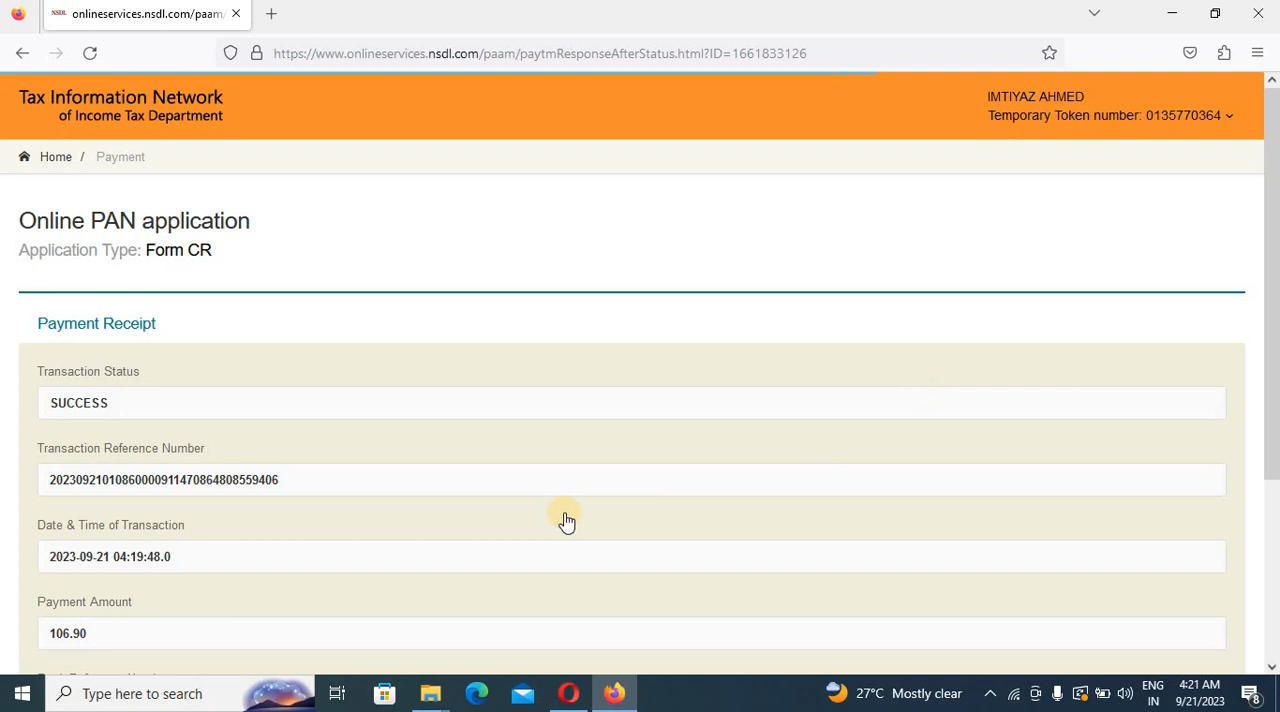 NSDL onlineservices.nsdl.com/paam/
https://www.onlineservices.nsdl.com/paam/paytmResponseAfterStatus.html?ID=1661833126
Tax Information Network
of Income Tax Department
IMTIYAZ AHMED
Temporary Token number: 0135770364
Home / Payment
Online PAN application
Application Type: Form CR
Payment Receipt
Transaction Status
SUCCESS
Transaction Reference Number
20230921010860000911470864808559406
Date & Time of Transaction
2023-09-21 04:19:48.0
Payment Amount
106.90
Type here to search
27°C Mostly clear
ENG
IN
4:21 AM
9/21/2023
8